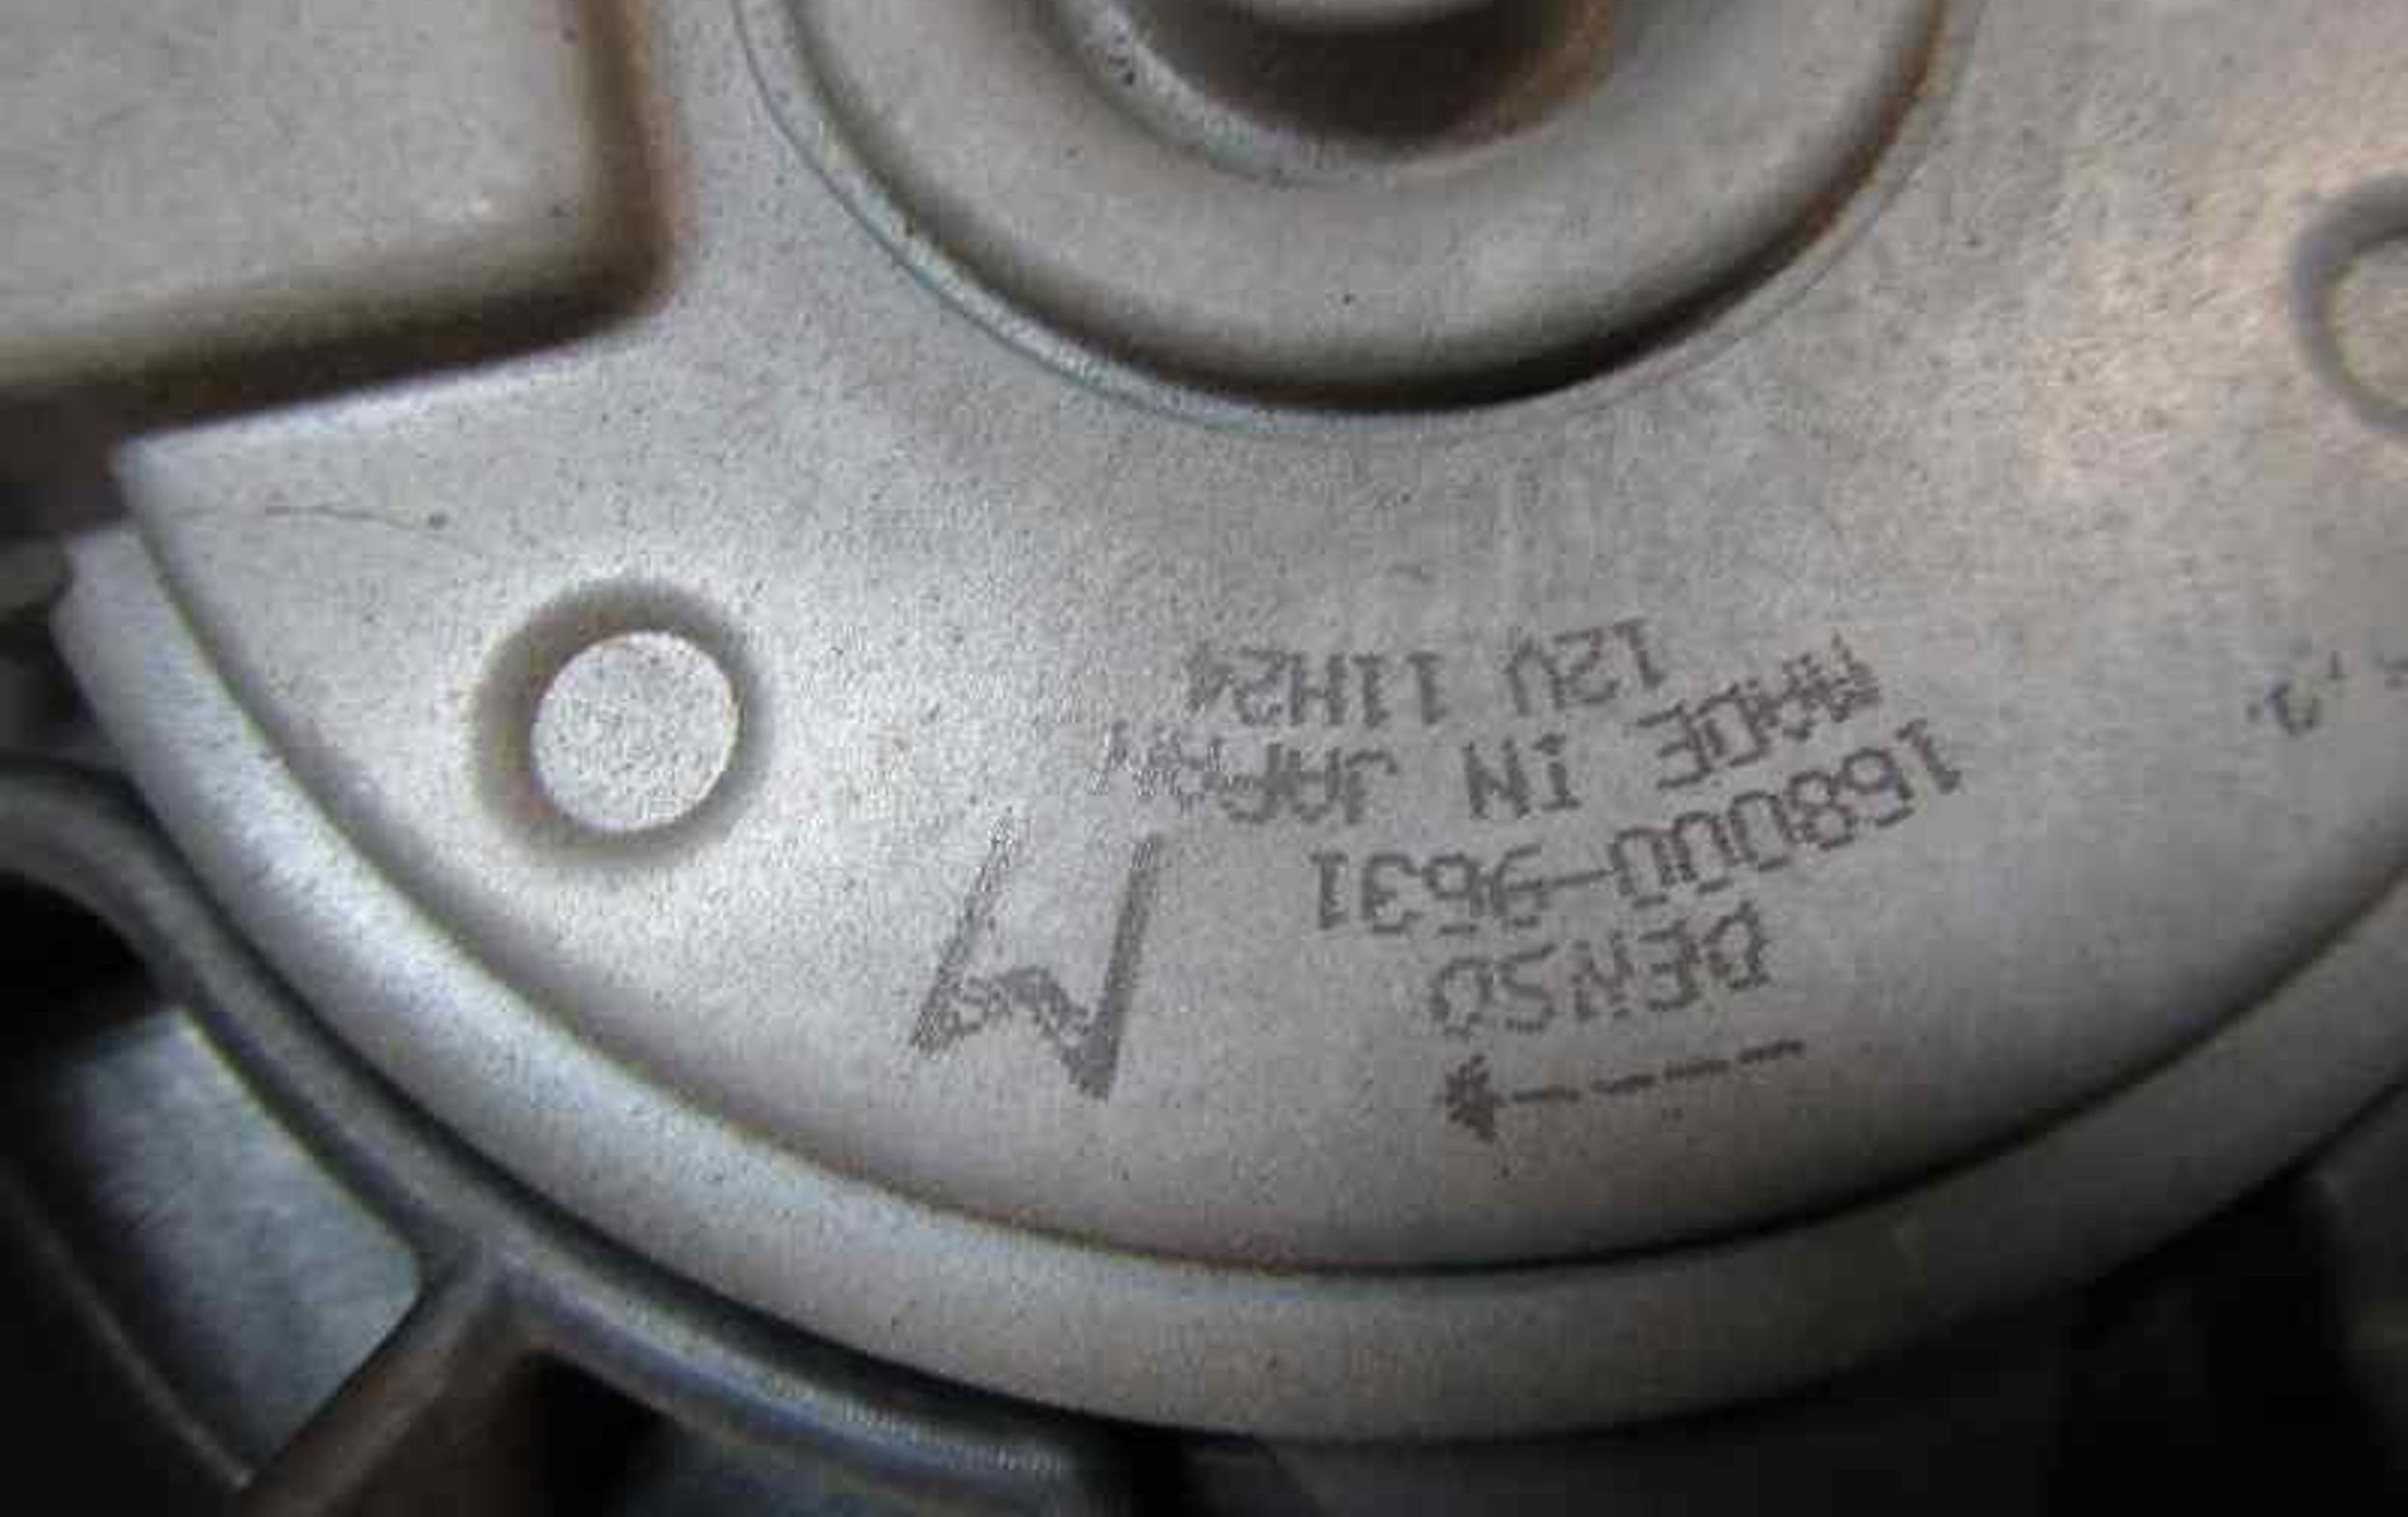 DENSO
168000-9631
MADE IN JAPAN
12V 11H24
M